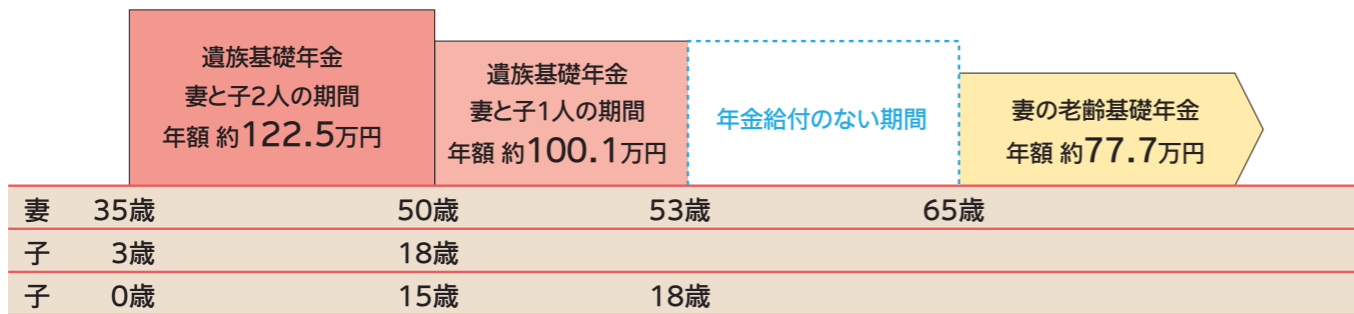 遺族基礎年金
妻と子2人の期間
年額 約122.5万円
遺族基礎年金
妻と子1人の期間
年額 約100.1万円
年金給付のない期間
妻の老齢基礎年金
年額 約77.7万円
妻 35歳 50歳 53歳 65歳
子 3歳 18歳
子 0歳 15歳 18歳